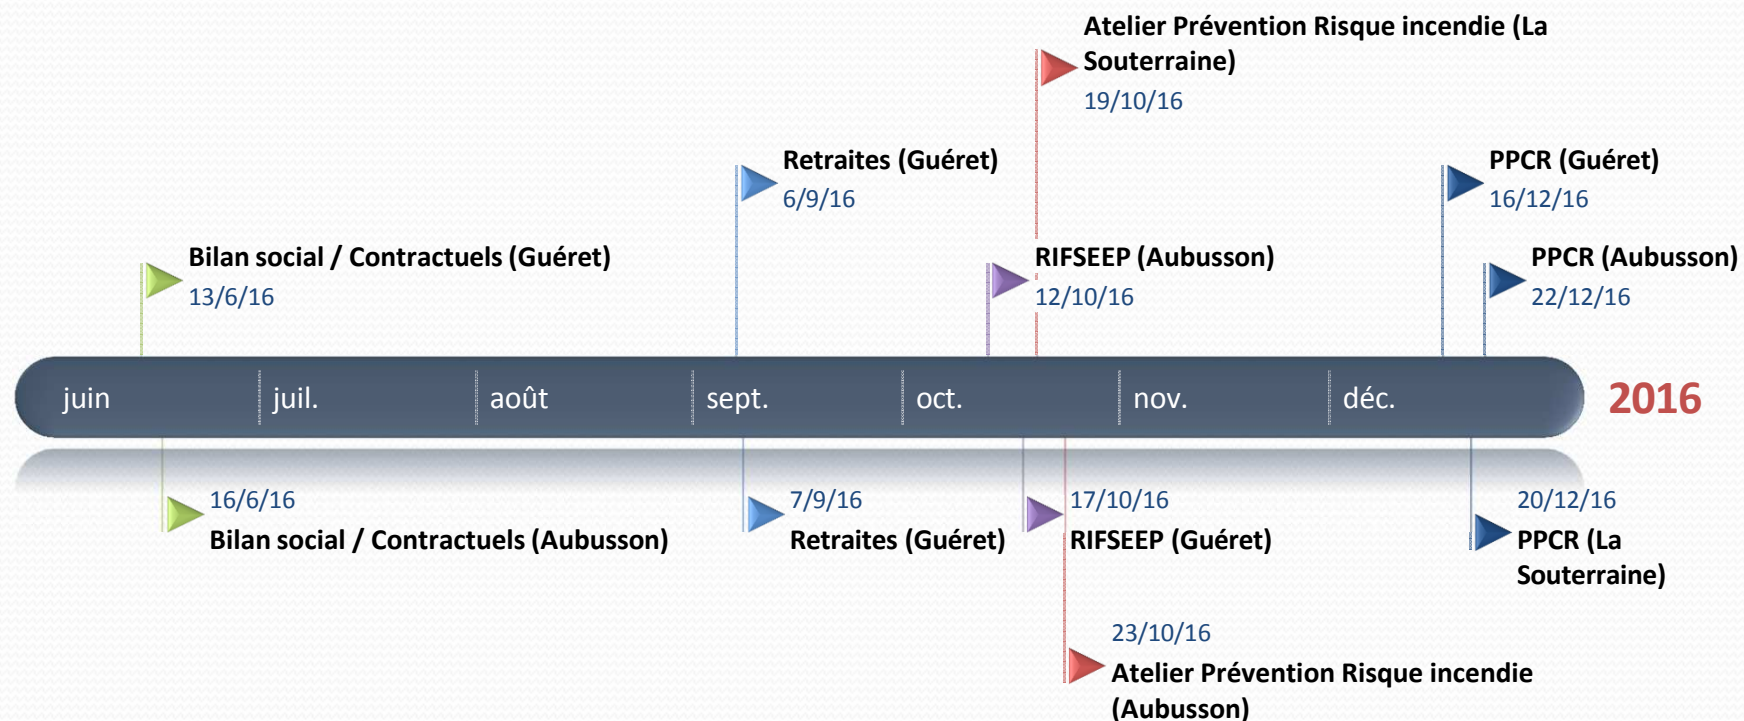 Atelier Prévention Risque incendie (La
Souterraine)
19/10/16
Retraites (Guéret)
6/9/16
PPCR (Guéret)
16/12/16
Bilan social / Contractuels (Guéret)
13/6/16
RIFSEEP (Aubusson)
12/10/16
PPCR (Aubusson)
22/12/16
juin juil. août sept. oct. nov. déc. 2016
16/6/16
Bilan social / Contractuels (Aubusson)
7/9/16
Retraites (Guéret)
17/10/16
RIFSEEP (Guéret)
20/12/16
PPCR (La
Souterraine)
23/10/16
Atelier Prévention Risque incendie
(Aubusson)